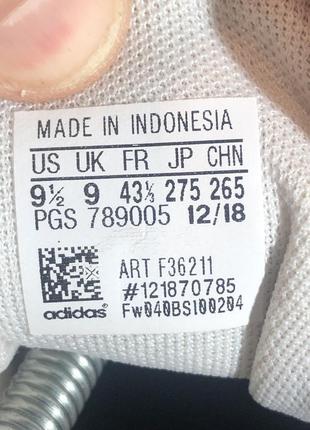 MADE IN INDONESIA
US UK FR JP CHN
9½ 9 43⅓ 275 265
PGS 789005 12/18
ART F36211
#121870785
adidas FW040BS100204